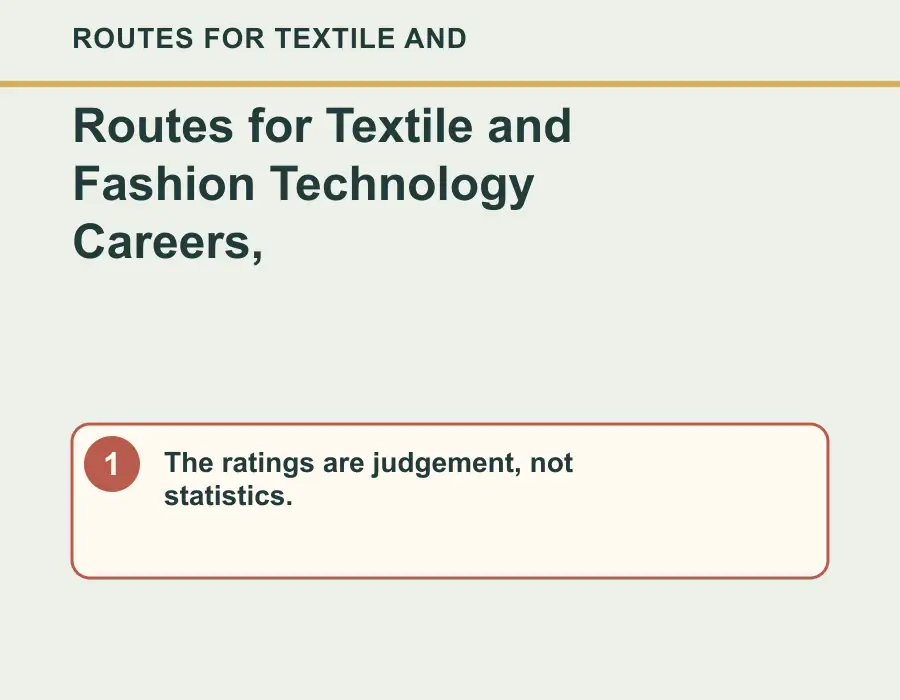 ROUTES FOR TEXTILE AND
Routes for Textile and
Fashion Technology
Careers,
1
The ratings are judgement, not
statistics.